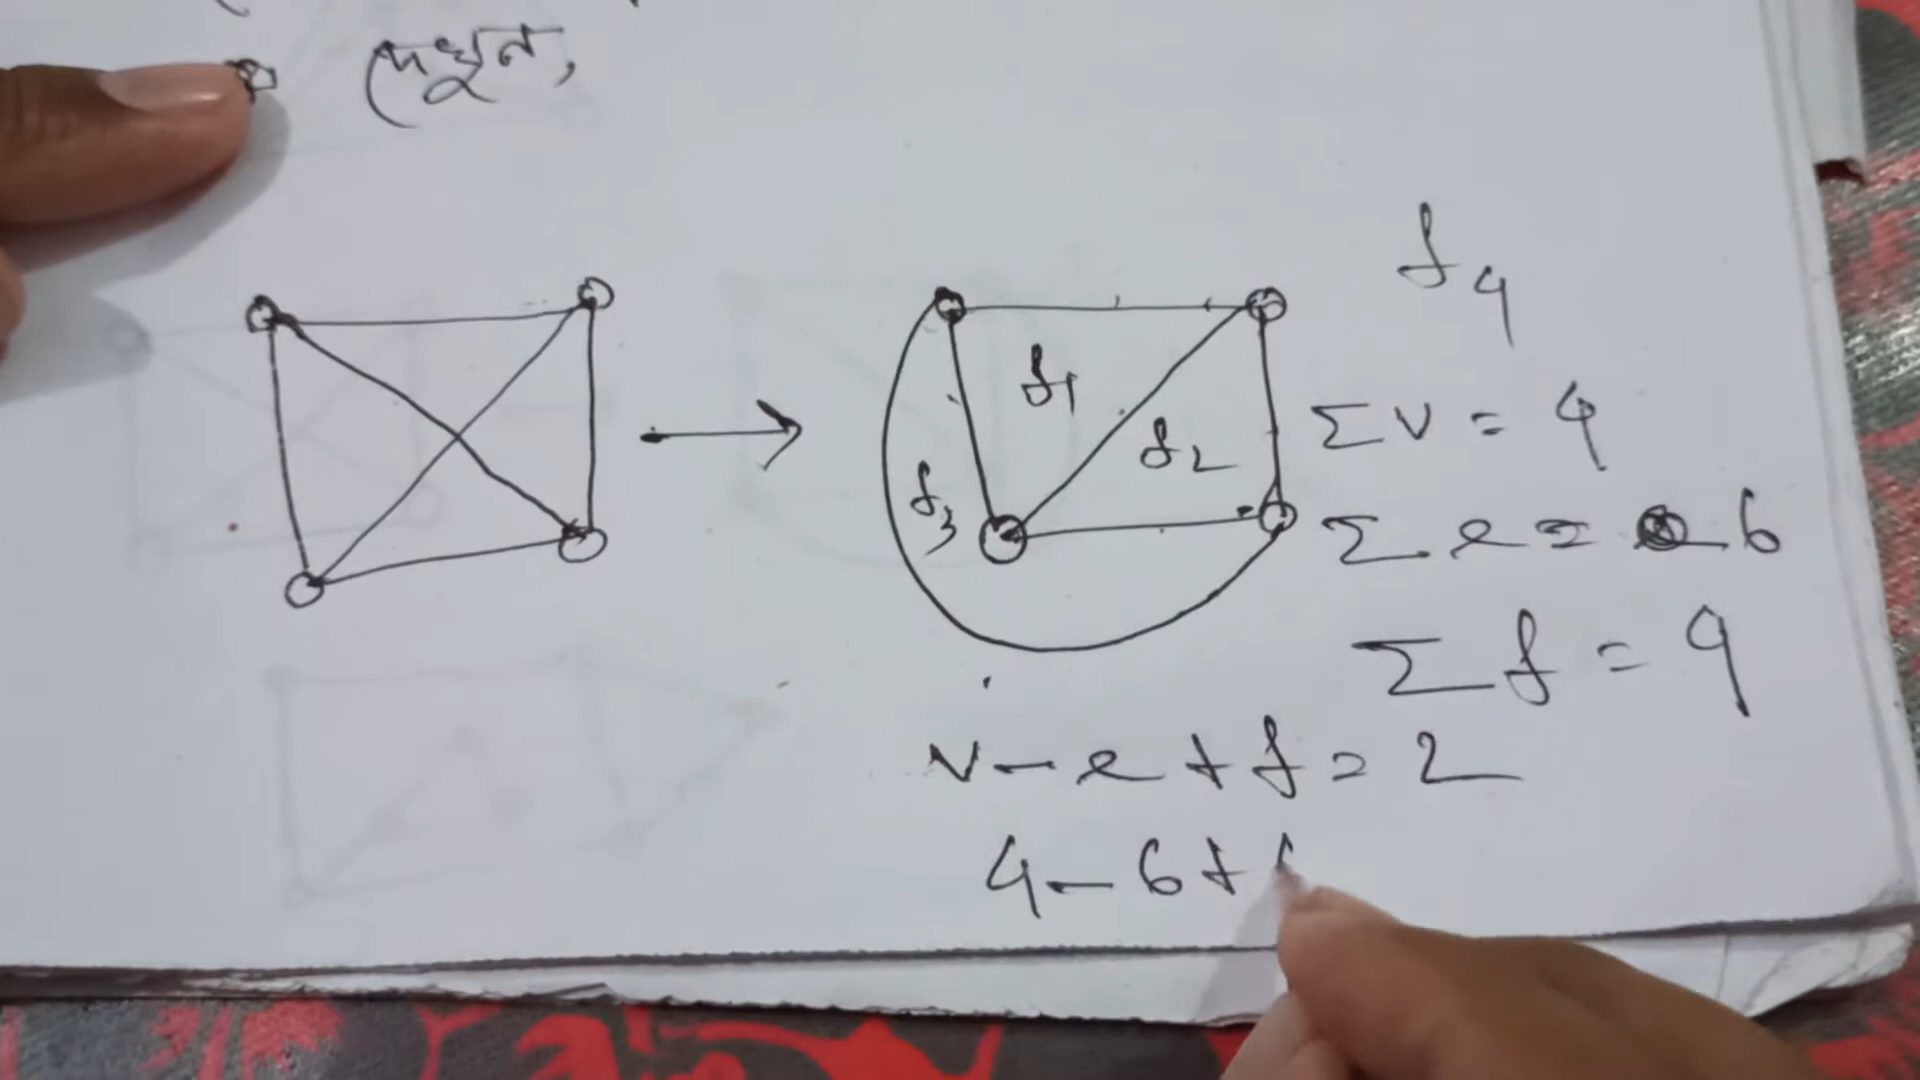 দেখুন,
f4
f1
f2
f3
Σv = 4
Σe = 6
Σf = 4
v - e + f = 2
4 - 6 +